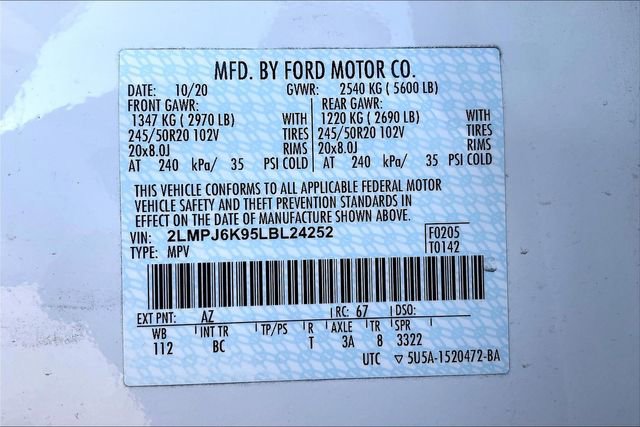 MFD. BY FORD MOTOR CO.
DATE: 10/20 GVWR: 2540 KG ( 5600 LB)
FRONT GAWR: REAR GAWR:
1347 KG ( 2970 LB) WITH 1220 KG ( 2690 LB) WITH
245/50R20 102V TIRES 245/50R20 102V TIRES
20x8.0J RIMS 20x8.0J RIMS
AT 240 kPa/ 35 PSI COLD AT 240 kPa/ 35 PSI COLD
THIS VEHICLE CONFORMS TO ALL APPLICABLE FEDERAL MOTOR
VEHICLE SAFETY AND THEFT PREVENTION STANDARDS IN
EFFECT ON THE DATE OF MANUFACTURE SHOWN ABOVE.
VIN: 2LMPJ6K95LBL24252 F0205
TYPE: MPV T0142
EXT PNT: AZ RC: 67 DSO:
WB INT TR TP/PS R AXLE TR SPR
112 BC T 3A 8 3322
UTC ▽ 5U5A-1520472-BA